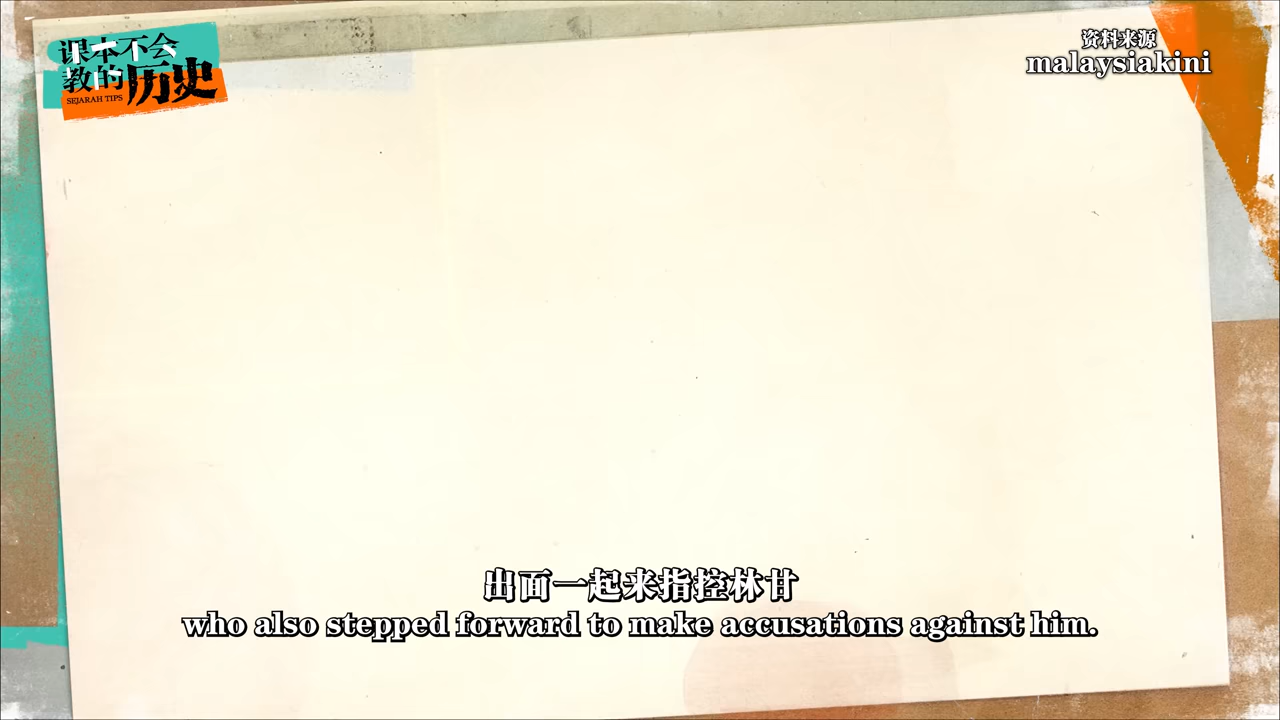 课本不会
教的历史
SEJARAH TIPS
资料来源
malaysiakini
出面一起来指控林甘
who also stepped forward to make accusations against him.